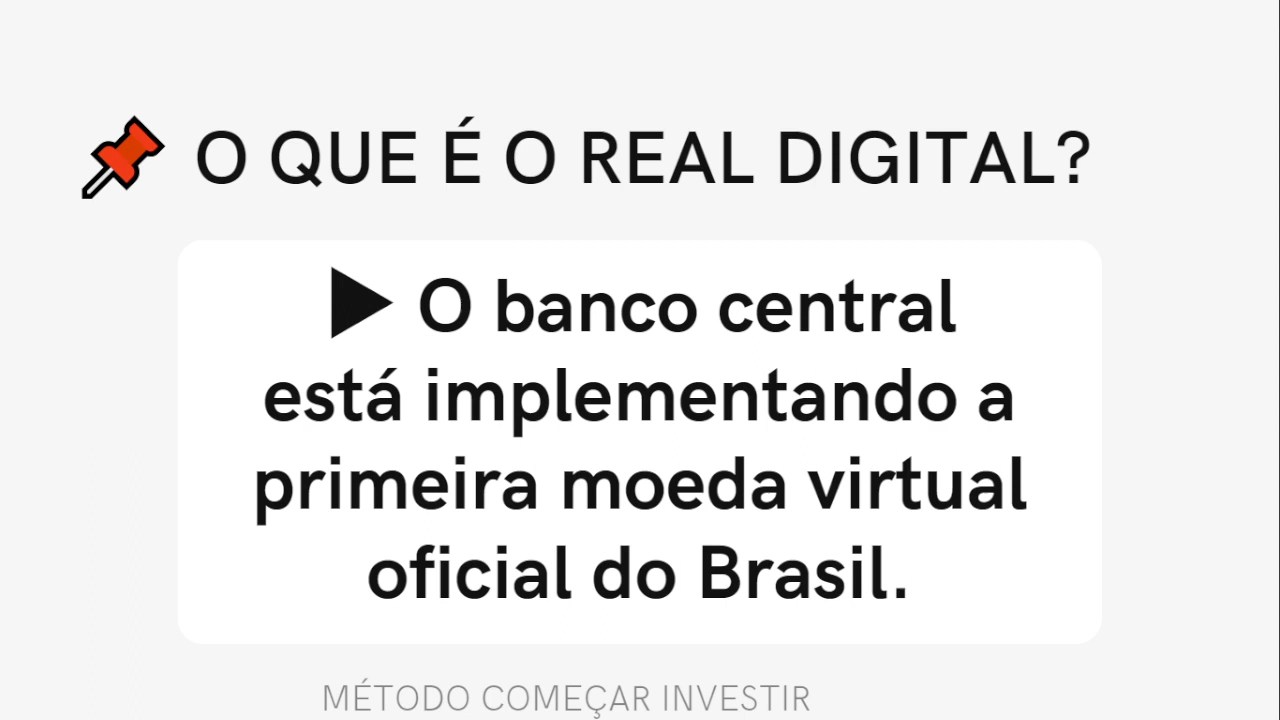 O QUE É O REAL DIGITAL?
▶ O banco central
está implementando a
primeira moeda virtual
oficial do Brasil.
MÉTODO COMEÇAR INVESTIR